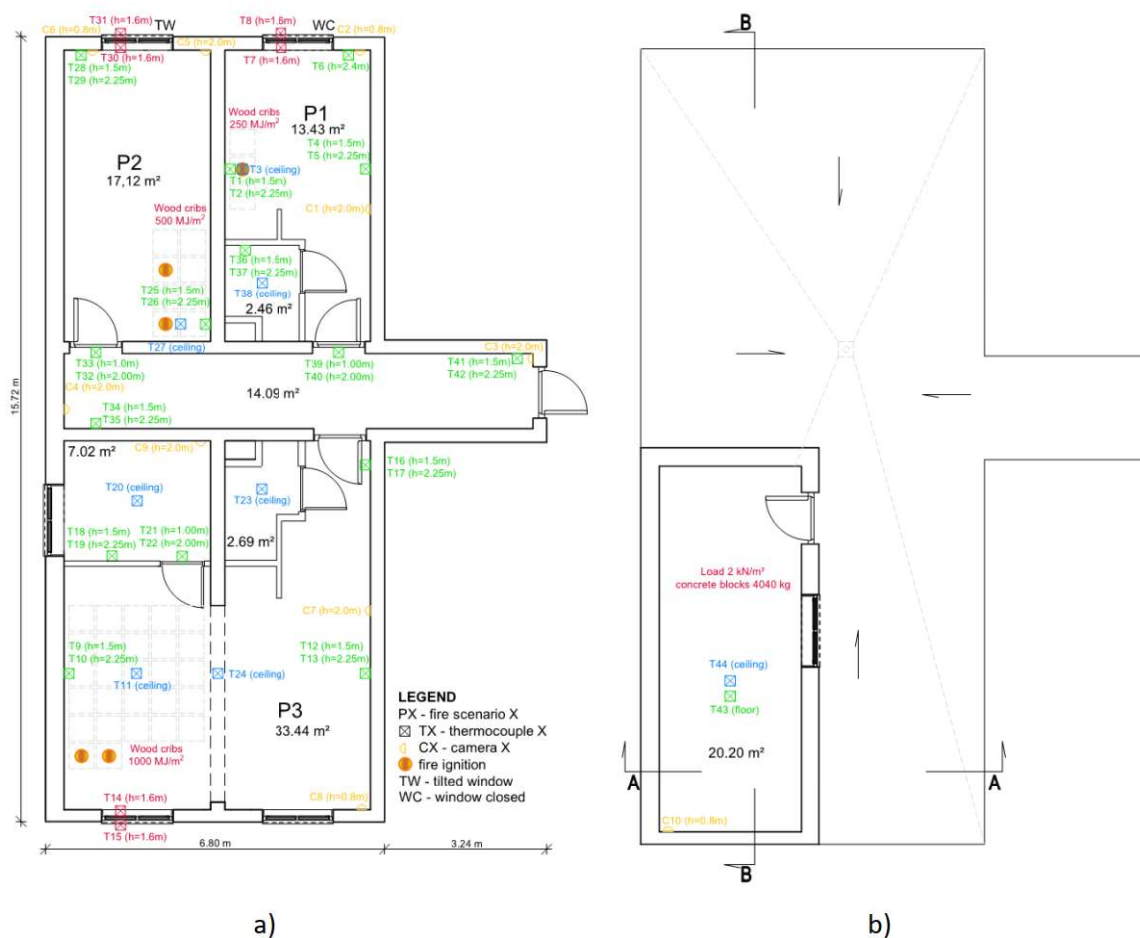 T31 (h=1.6m)
TW
T8 (h=1.6m)
WC
C6 (h=0.8m)
C5 (h=2.0m)
C2 (h=0.8m)
T30 (h=1.6m)
T7 (h=1.6m)
T28 (h=1.5m)
T29 (h=2.25m)
T6 (h=2.4m)
P2
17,12 m²
Wood cribs
250 MJ/m²
P1
13.43 m²
T4 (h=1.5m)
T5 (h=2.25m)
T3 (ceiling)
T1 (h=1.5m)
T2 (h=2.25m)
C1 (h=2.0m)
Wood cribs
500 MJ/m²
T36 (h=1.5m)
T37 (h=2.25m)
T38 (ceiling)
2.46 m²
T25 (h=1.5m)
T26 (h=2.25m)
T27 (ceiling)
T33 (h=1.0m)
T32 (h=2.00m)
C4 (h=2.0m)
T34 (h=1.5m)
T35 (h=2.25m)
14.09 m²
T39 (h=1.00m)
T40 (h=2.00m)
C3 (h=2.0m)
T41 (h=1.5m)
T42 (h=2.25m)
7.02 m²
C9 (h=2.0m)
T16 (h=1.5m)
T17 (h=2.25m)
T20 (ceiling)
T23 (ceiling)
T18 (h=1.5m)
T19 (h=2.25m)
T21 (h=1.00m)
T22 (h=2.00m)
2.69 m²
C7 (h=2.0m)
T9 (h=1.5m)
T10 (h=2.25m)
T11 (ceiling)
T24 (ceiling)
T12 (h=1.5m)
T13 (h=2.25m)
P3
33.44 m²
Wood cribs
1000 MJ/m²
T14 (h=1.6m)
T15 (h=1.6m)
C8 (h=0.8m)
15.72 m
6.80 m
3.24 m
LEGEND
PX - fire scenario X
TX - thermocouple X
CX - camera X
fire ignition
TW - tilted window
WC - window closed
a)
B
Load 2 kN/m²
concrete blocks 4040 kg
T44 (ceiling)
T43 (floor)
20.20 m²
A
A
C10 (h=0.8m)
B
b)